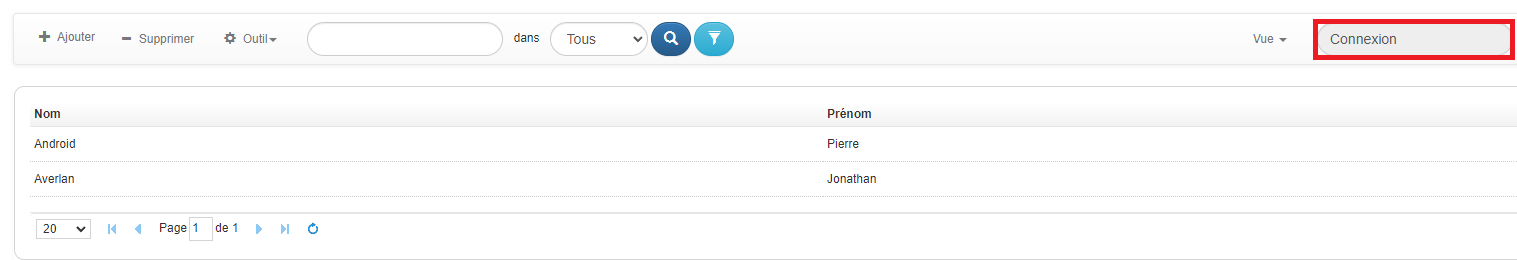 Ajouter Supprimer Outil dans Tous Vue Connexion
Nom Prénom
Android Pierre
Averlan Jonathan
20 Page 1 de 1